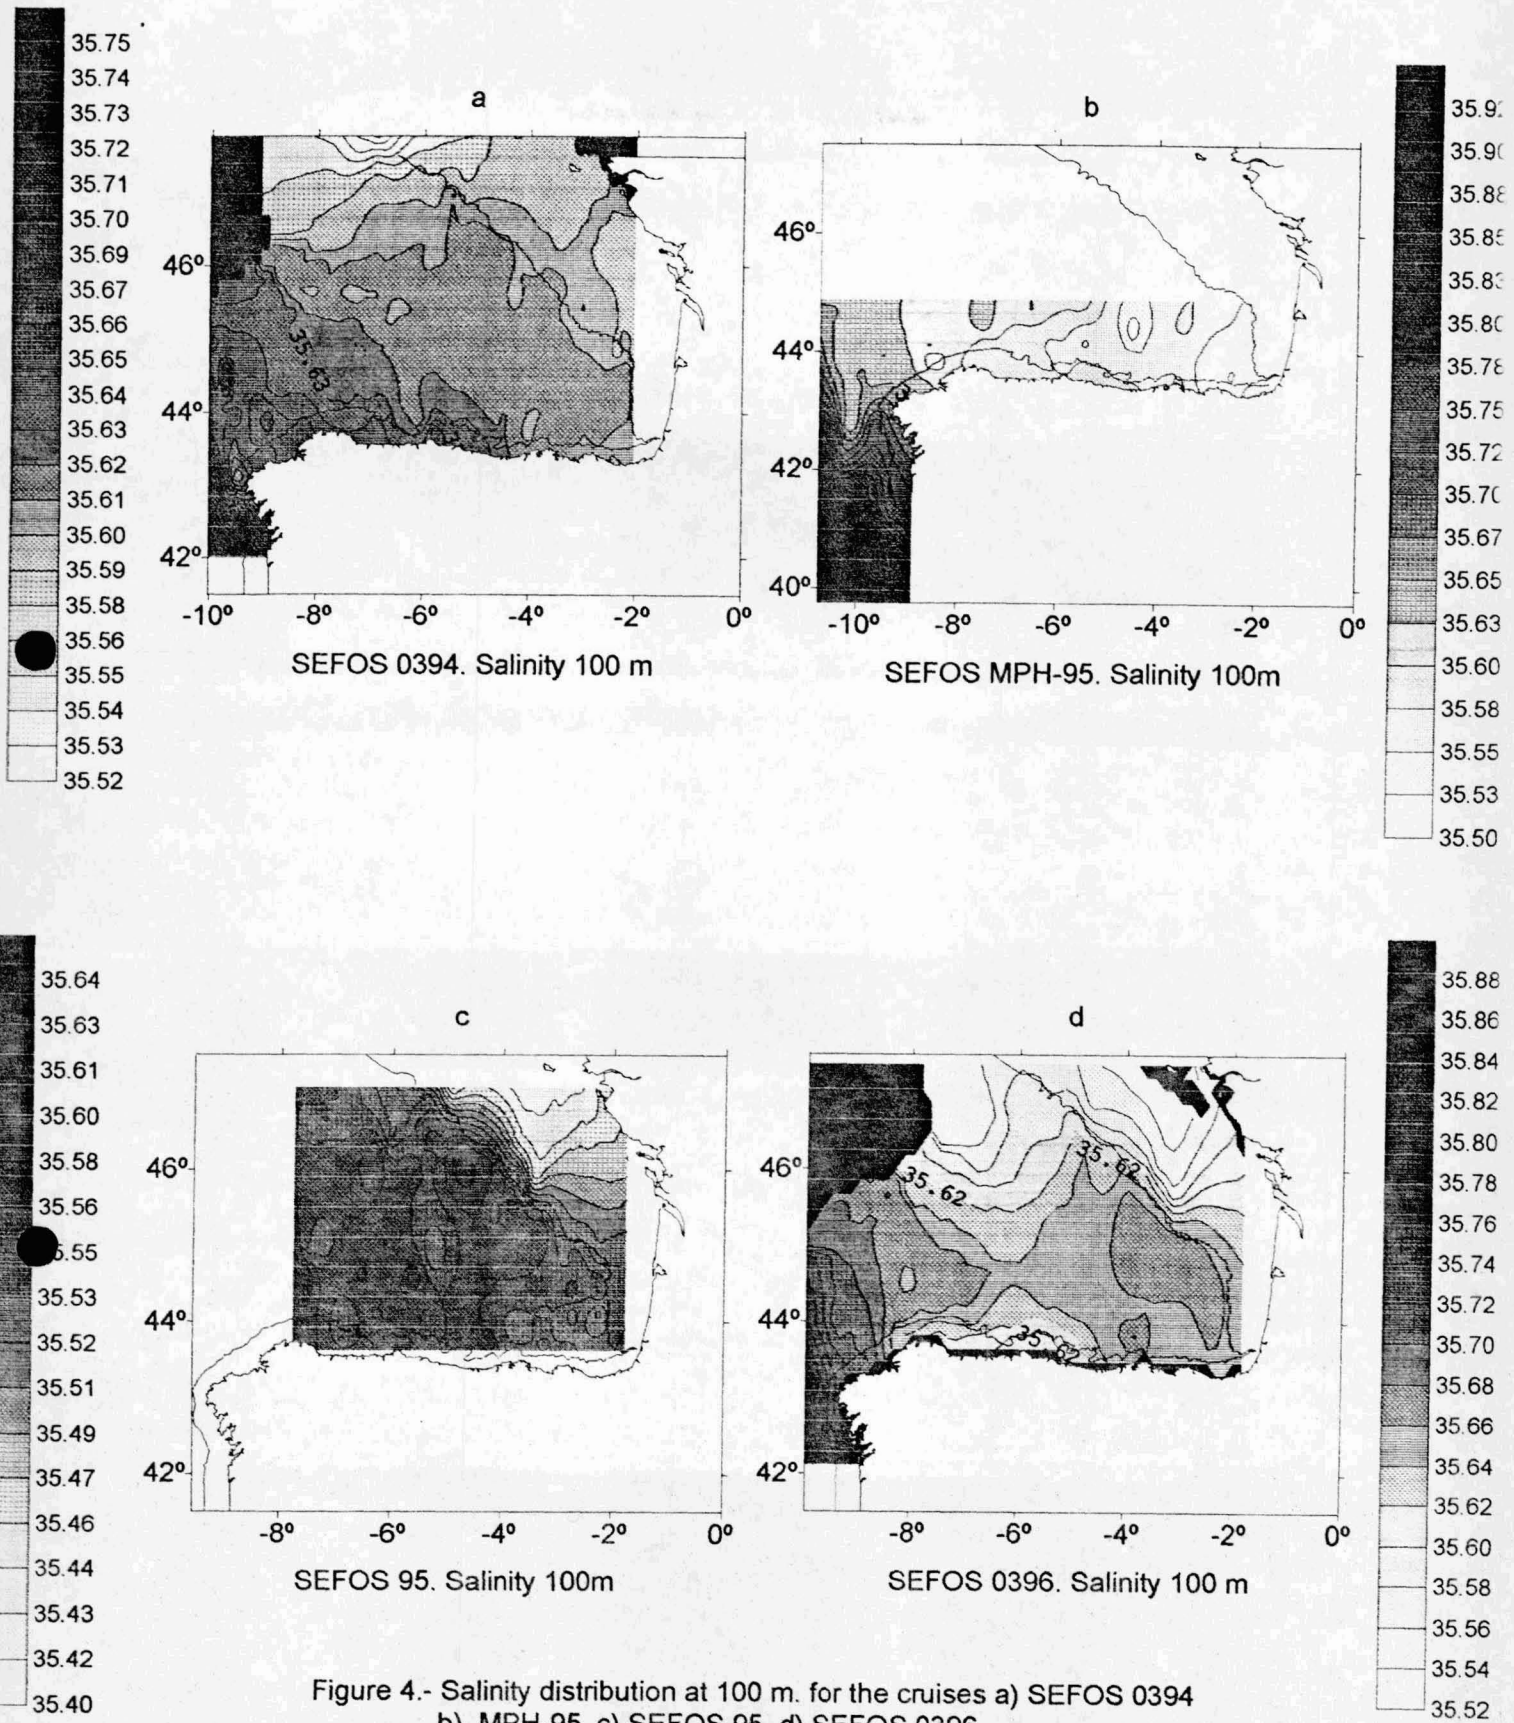 a
35.75
35.74
35.73
35.72
35.71
35.70
35.69
35.67
35.66
35.65
35.64
35.63
35.62
35.61
35.60
35.59
35.58
35.56
35.55
35.54
35.53
35.52
46º
44º
42º
35.63
-10º -8º -6º -4º -2º 0º
SEFOS 0394. Salinity 100 m
b
46º
44º
42º
40º
-10º -8º -6º -4º -2º 0º
SEFOS MPH-95. Salinity 100m
35.78
35.75
35.72
35.67
35.65
35.63
35.60
35.58
35.55
35.53
35.50
c
35.64
35.63
35.61
35.60
35.58
35.56
5.55
35.53
35.52
35.51
35.49
35.47
35.46
35.44
35.43
35.42
35.40
46º
44º
42º
-8º -6º -4º -2º 0º
SEFOS 95. Salinity 100m
d
46º
44º
42º
35.62
35.62
35.62
-8º -6º -4º -2º 0º
SEFOS 0396. Salinity 100 m
35.88
35.86
35.84
35.82
35.80
35.78
35.76
35.74
35.72
35.70
35.68
35.66
35.64
35.62
35.60
35.58
35.56
35.54
35.52
Figure 4.- Salinity distribution at 100 m. for the cruises a) SEFOS 0394
b) MPH-95, c) SEFOS 95, d) SEFOS 0396